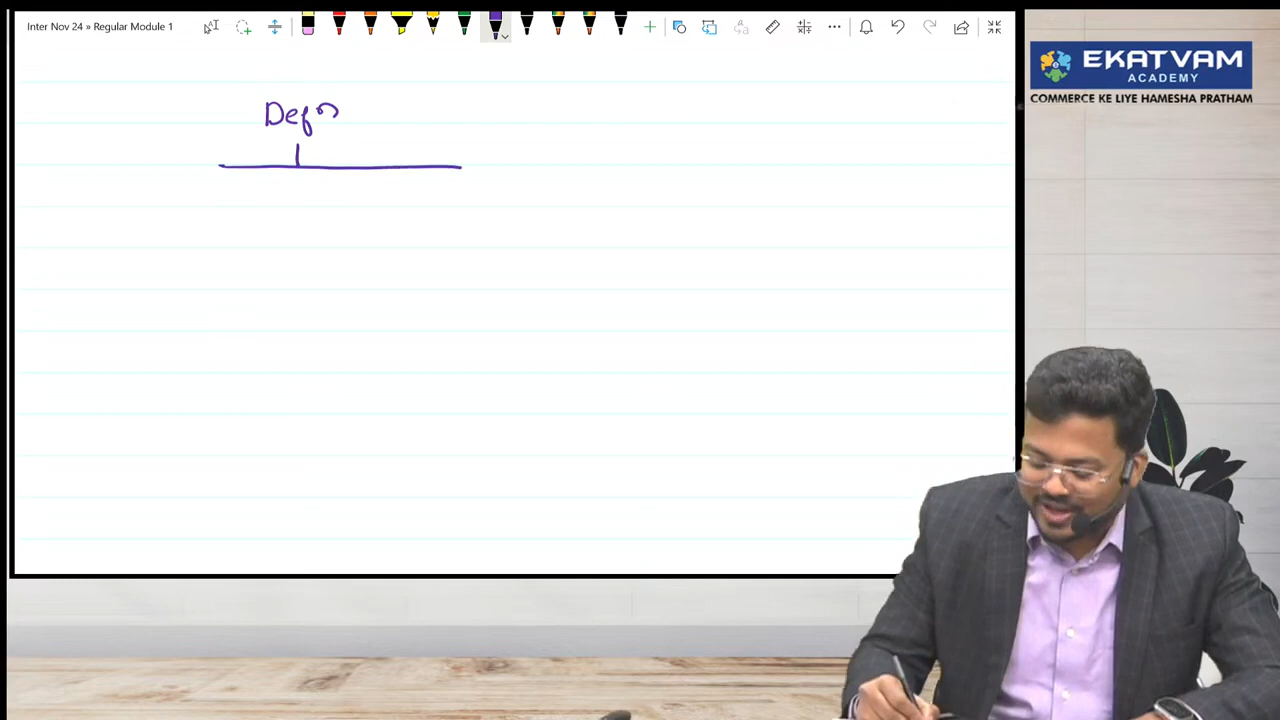 Inter Nov 24 » Regular Module 1
EKATVAM
ACADEMY
COMMERCE KE LIYE HAMESHA PRATHAM
Defn